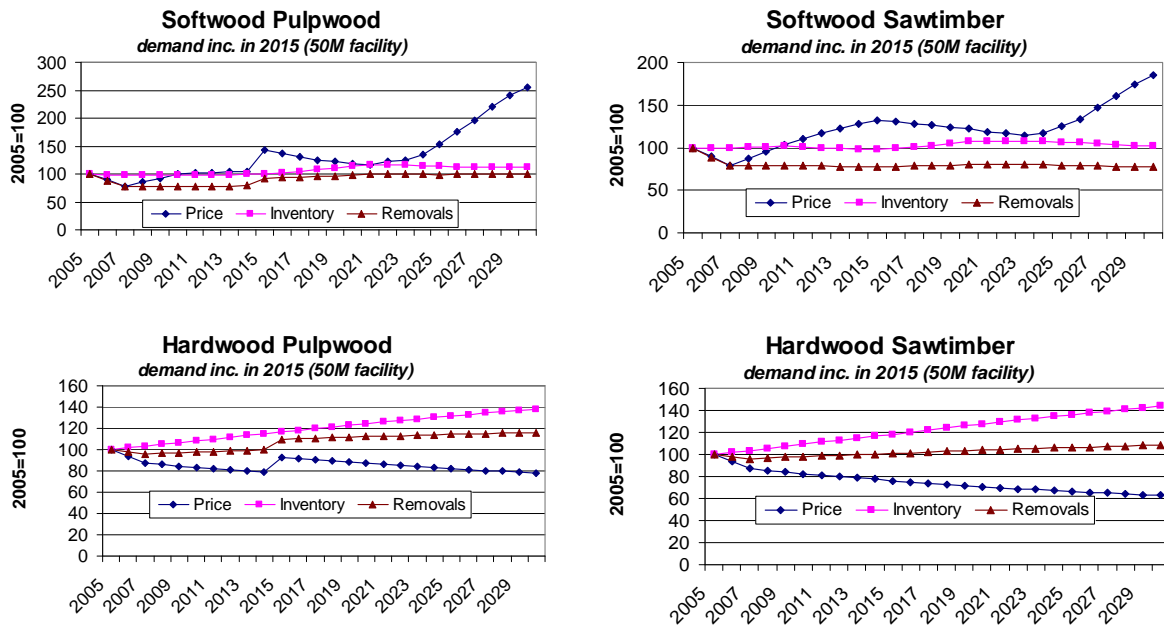 Softwood Pulpwood
demand inc. in 2015 (50M facility)
2005=100
300
250
200
150
100
50
0
Price Inventory Removals
2005 2007 2009 2011 2013 2015 2017 2019 2021 2023 2025 2027 2029
Softwood Sawtimber
demand inc. in 2015 (50M facility)
2005=100
200
150
100
50
0
Price Inventory Removals
2005 2007 2009 2011 2013 2015 2017 2019 2021 2023 2025 2027 2029
Hardwood Pulpwood
demand inc. in 2015 (50M facility)
2005=100
160
140
120
100
80
60
40
20
0
Price Inventory Removals
2005 2007 2009 2011 2013 2015 2017 2019 2021 2023 2025 2027 2029
Hardwood Sawtimber
demand inc. in 2015 (50M facility)
2005=100
160
140
120
100
80
60
40
20
0
Price Inventory Removals
2005 2007 2009 2011 2013 2015 2017 2019 2021 2023 2025 2027 2029